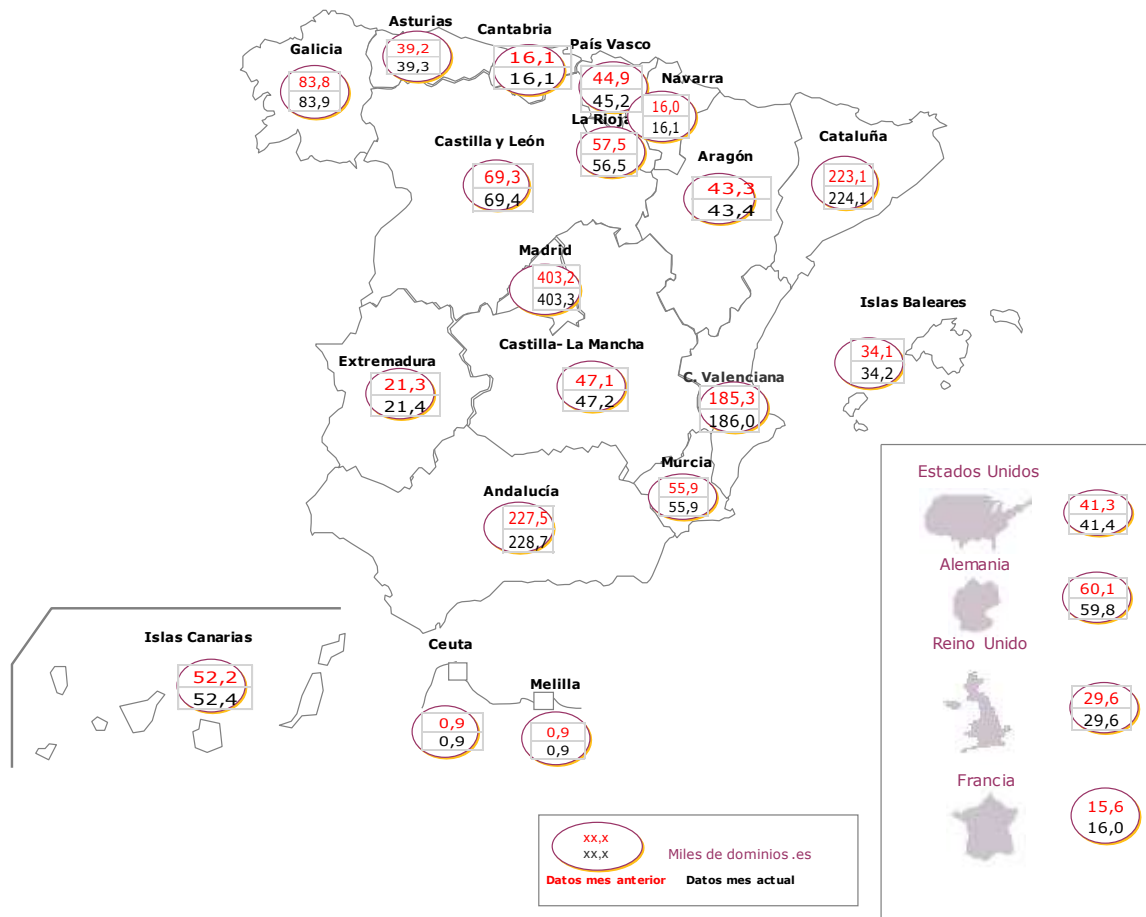 Asturias
39,2
39,3
Cantabria
16,1
16,1
Galicia
83,8
83,9
País Vasco
44,9
45,2
Navarra
16,0
16,1
La Rioja
57,5
56,5
Castilla y León
69,3
69,4
Aragón
43,3
43,4
Cataluña
223,1
224,1
Madrid
403,2
403,3
Islas Baleares
34,1
34,2
Extremadura
21,3
21,4
Castilla- La Mancha
47,1
47,2
C. Valenciana
185,3
186,0
Murcia
55,9
55,9
Andalucía
227,5
228,7
Islas Canarias
52,2
52,4
Ceuta
0,9
0,9
Melilla
0,9
0,9
Estados Unidos
41,3
41,4
Alemania
60,1
59,8
Reino Unido
29,6
29,6
Francia
15,6
16,0
xx,x
xx,x
Miles de dominios .es
Datos mes anterior Datos mes actual